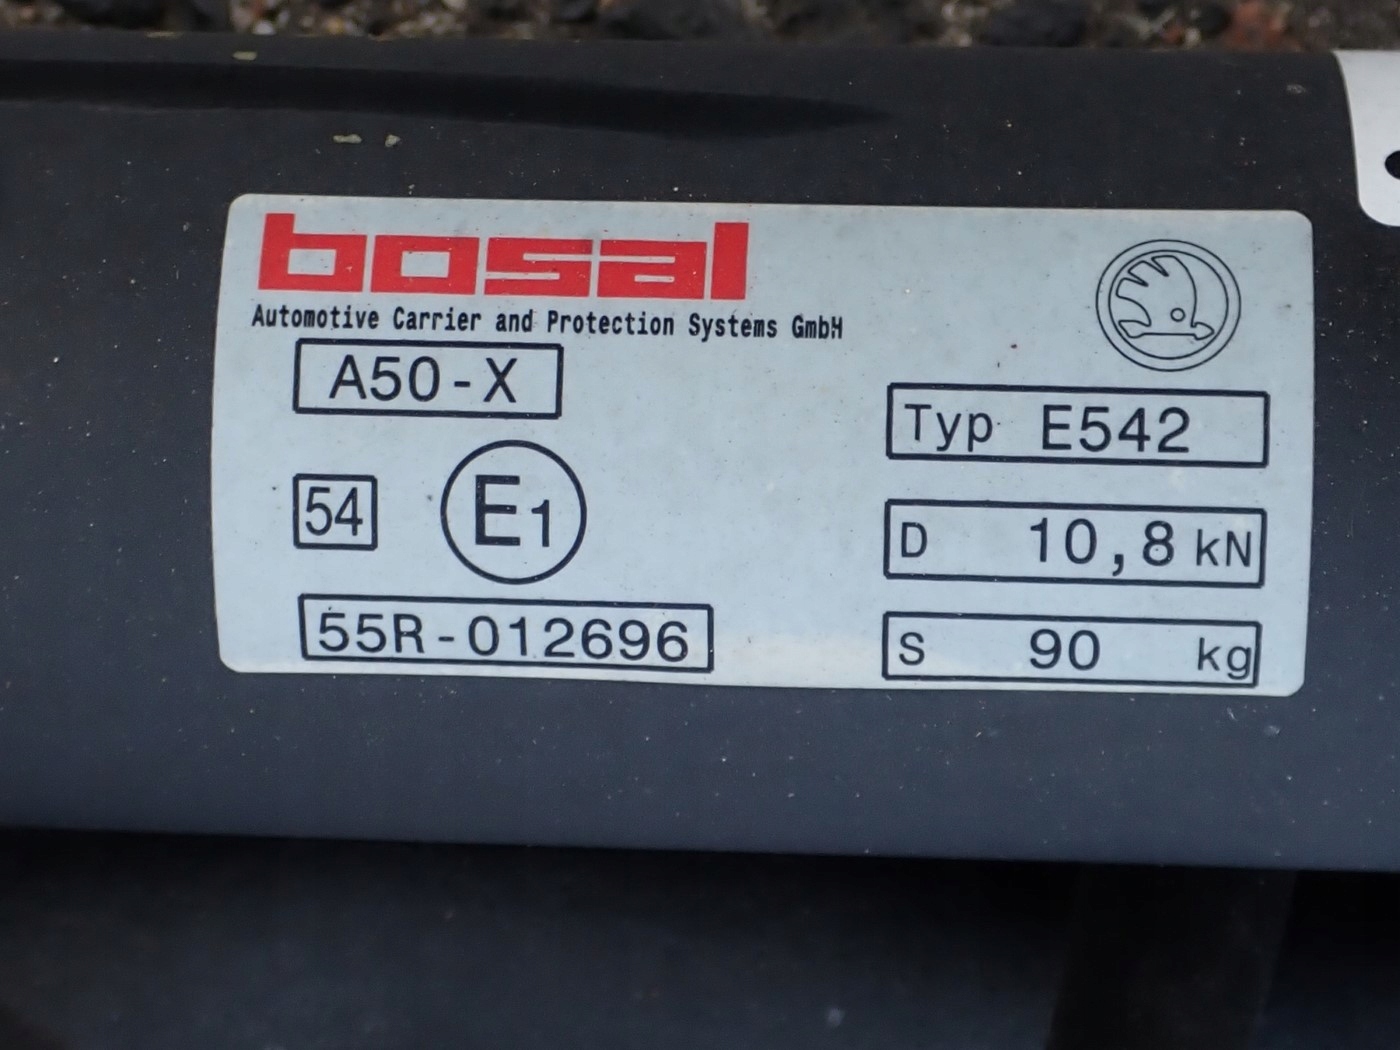 bosal
Automotive Carrier and Protection Systems GmbH
A50-X
Typ E542
54
E1
D 10,8 kN
55R-012696
S 90 kg